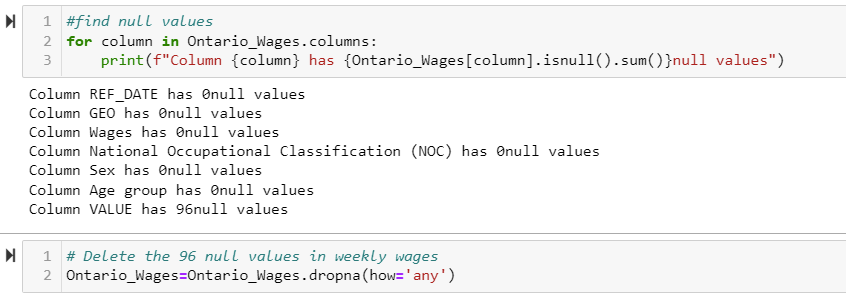 1 #find null values
2 for column in Ontario_Wages.columns:
3     print(f"Column {column} has {Ontario_Wages[column].isnull().sum()}null values")
Column REF_DATE has 0null values
Column GEO has 0null values
Column Wages has 0null values
Column National Occupational Classification (NOC) has 0null values
Column Sex has 0null values
Column Age group has 0null values
Column VALUE has 96null values
1 # Delete the 96 null values in weekly wages
2 Ontario_Wages=Ontario_Wages.dropna(how='any')